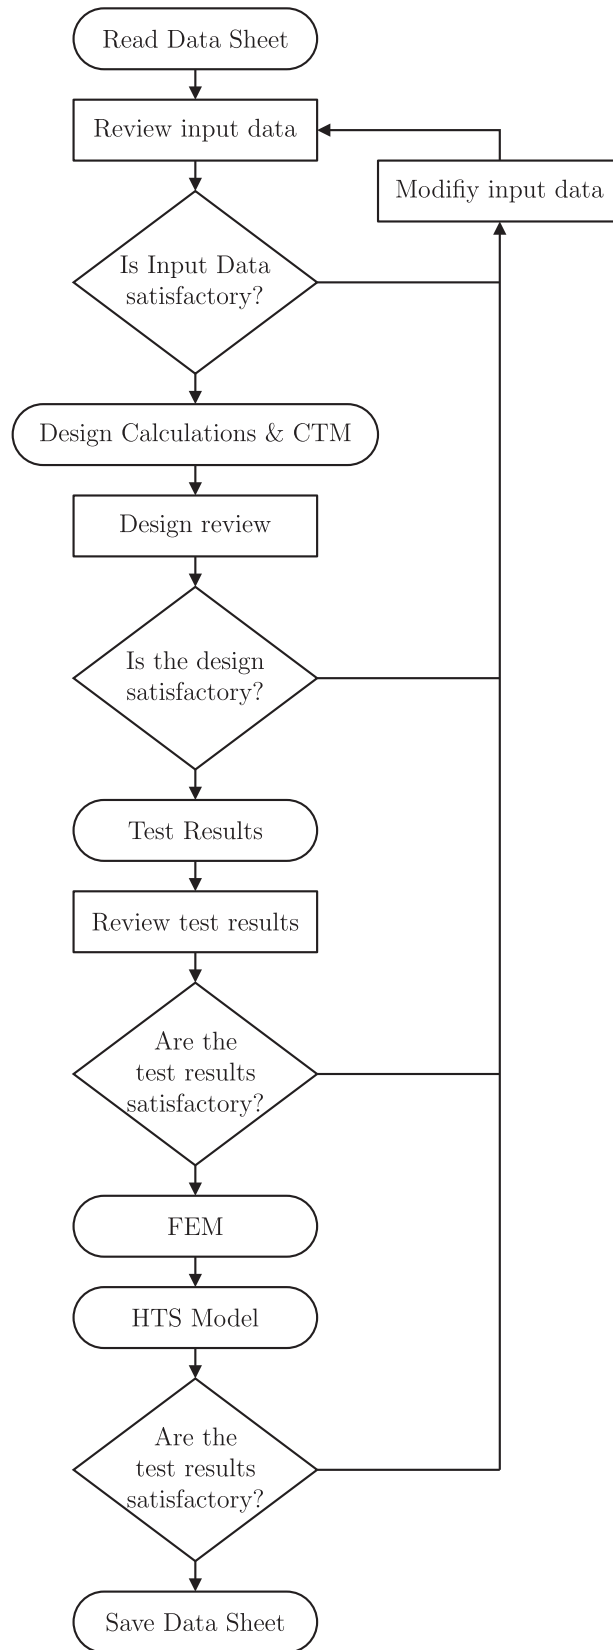 Read Data Sheet
Review input data
Modifiy input data
Is Input Data
satisfactory?
Design Calculations & CTM
Design review
Is the design
satisfactory?
Test Results
Review test results
Are the
test results
satisfactory?
FEM
HTS Model
Are the
test results
satisfactory?
Save Data Sheet